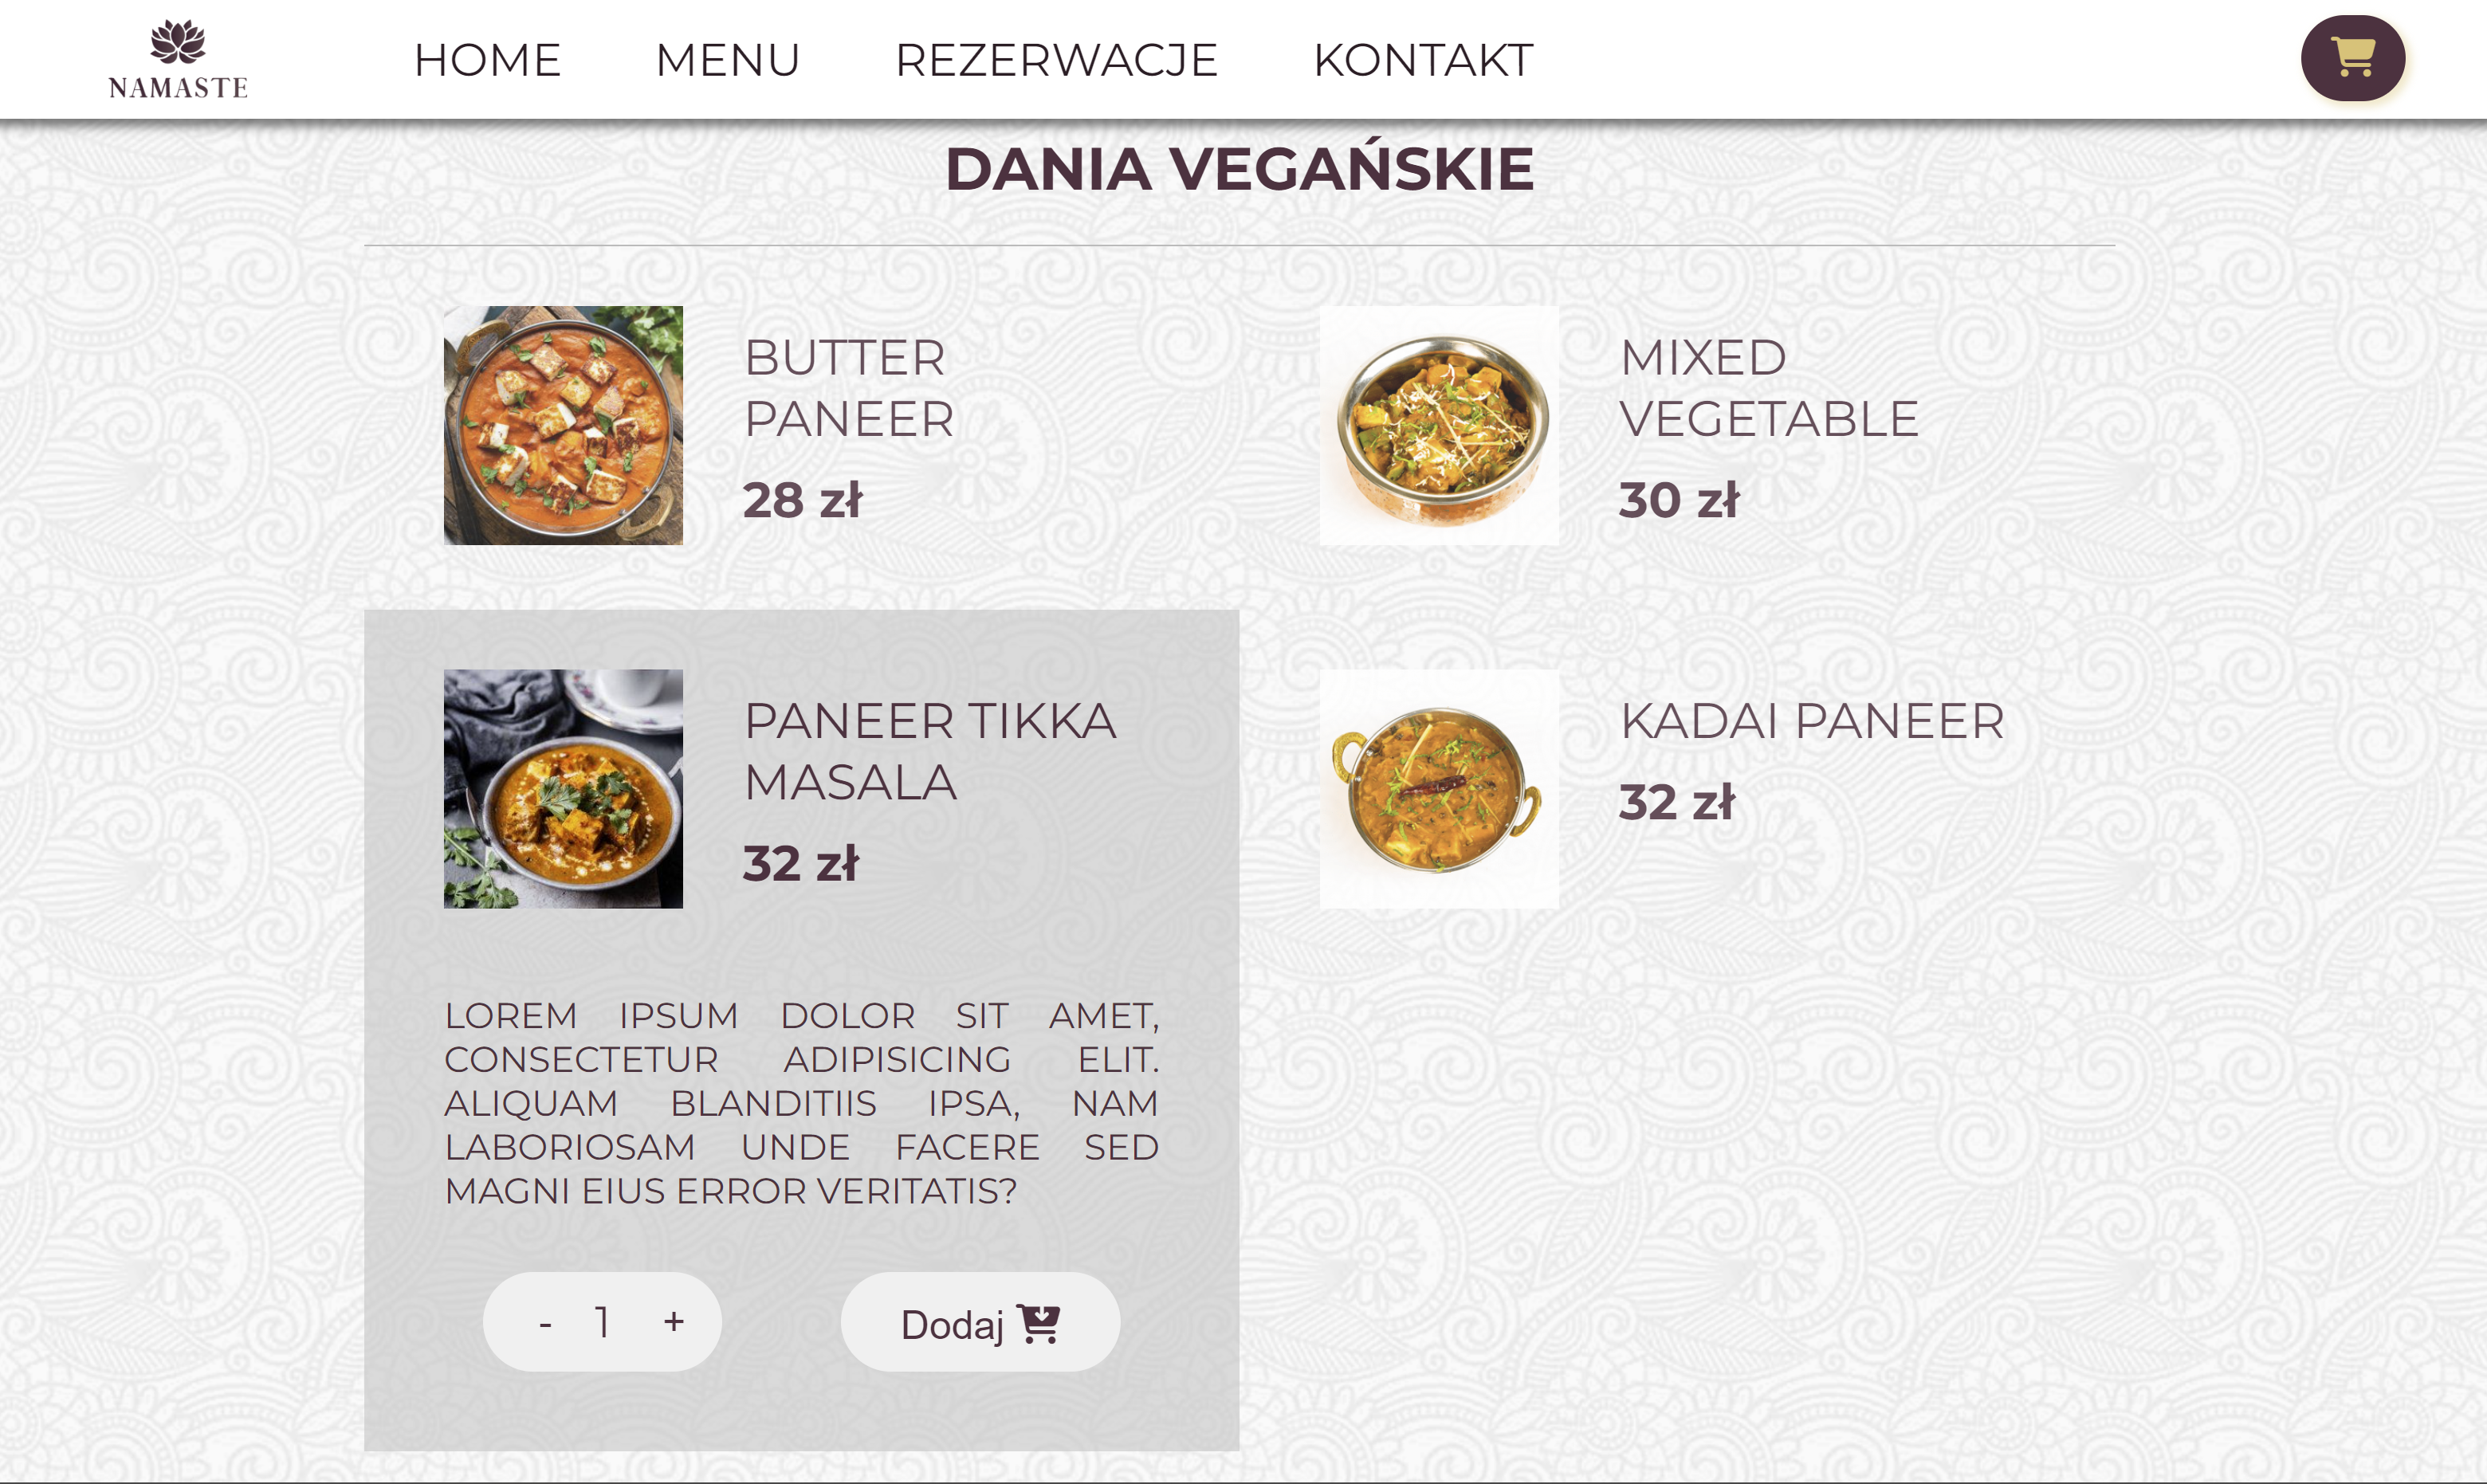 NAMASTE
HOME MENU REZERWACJE KONTAKT
DANIA VEGAŃSKIE
BUTTER
PANEER
28 zł
MIXED
VEGETABLE
30 zł
PANEER TIKKA
MASALA
32 zł
KADAI PANEER
32 zł
LOREM IPSUM DOLOR SIT AMET,
CONSECTETUR ADIPISICING ELIT.
ALIQUAM BLANDITIIS IPSA, NAM
LABORIOSAM UNDE FACERE SED
MAGNI EIUS ERROR VERITATIS?
- 1 +
Dodaj